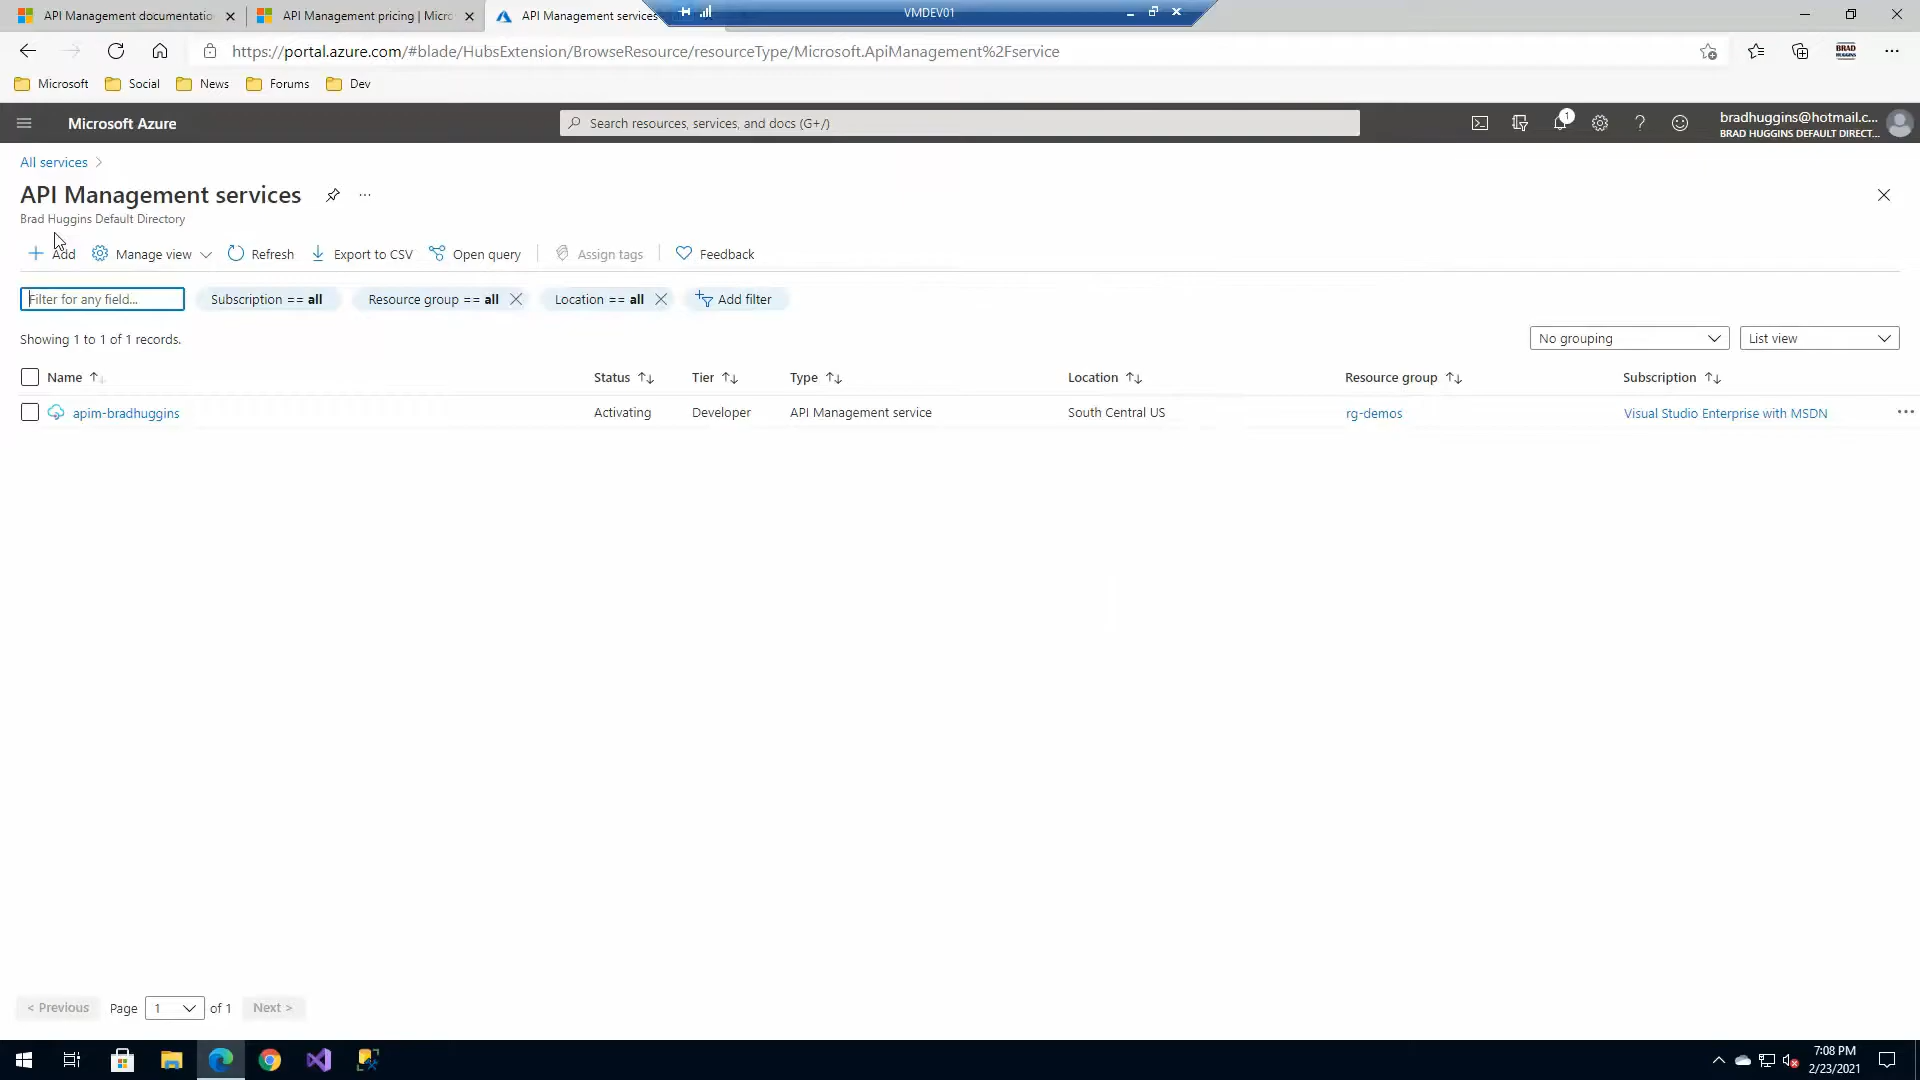 API Management documentatio
API Management pricing | Micro
API Management services
VMDEV01
https://portal.azure.com/#blade/HubsExtension/BrowseResource/resourceType/Microsoft.ApiManagement%2Fservice
BRAD HUGGINS
Microsoft Social News Forums Dev
Microsoft Azure
Search resources, services, and docs (G+/)
1
bradhuggins@hotmail.c...
BRAD HUGGINS DEFAULT DIRECT...
All services
API Management services
Brad Huggins Default Directory
Add Manage view Refresh Export to CSV Open query Assign tags Feedback
Filter for any field... Subscription == all Resource group == all Location == all Add filter
Showing 1 to 1 of 1 records. No grouping List view
Name Status Tier Type Location Resource group Subscription
apim-bradhuggins Activating Developer API Management service South Central US rg-demos Visual Studio Enterprise with MSDN
< Previous Page 1 of 1 Next >
7:08 PM
2/23/2021